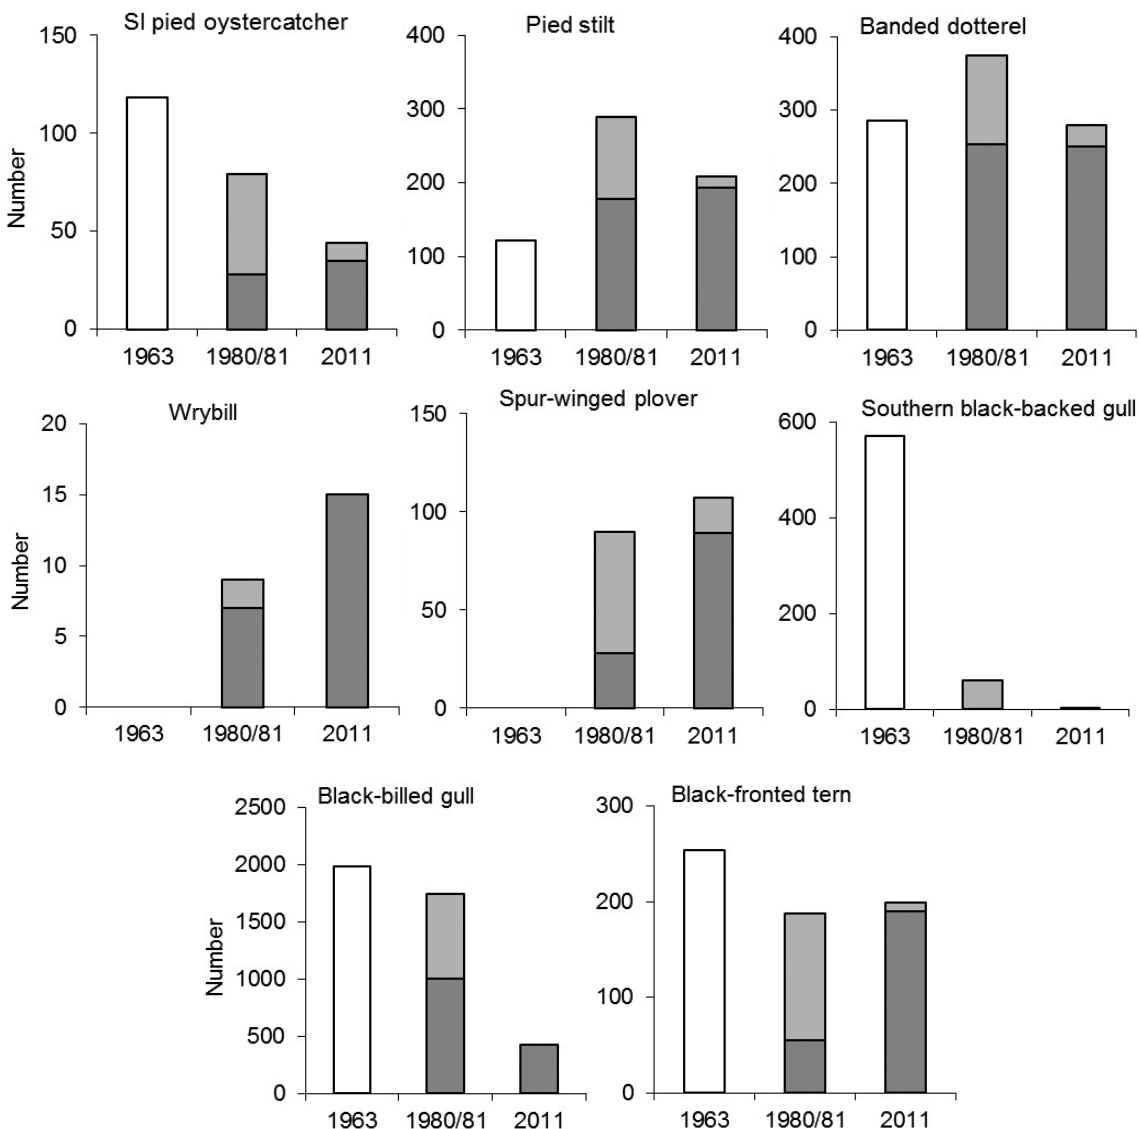 SI pied oystercatcher
150
100
50
0
Number
1963 1980/81 2011
Pied stilt
400
300
200
100
0
1963 1980/81 2011
Banded dotterel
400
300
200
100
0
1963 1980/81 2011
Wrybill
20
15
10
5
0
Number
1963 1980/81 2011
Spur-winged plover
150
100
50
0
1963 1980/81 2011
Southern black-backed gull
600
400
200
0
1963 1980/81 2011
Black-billed gull
2500
2000
1500
1000
500
0
Number
1963 1980/81 2011
Black-fronted tern
300
200
100
0
1963 1980/81 2011